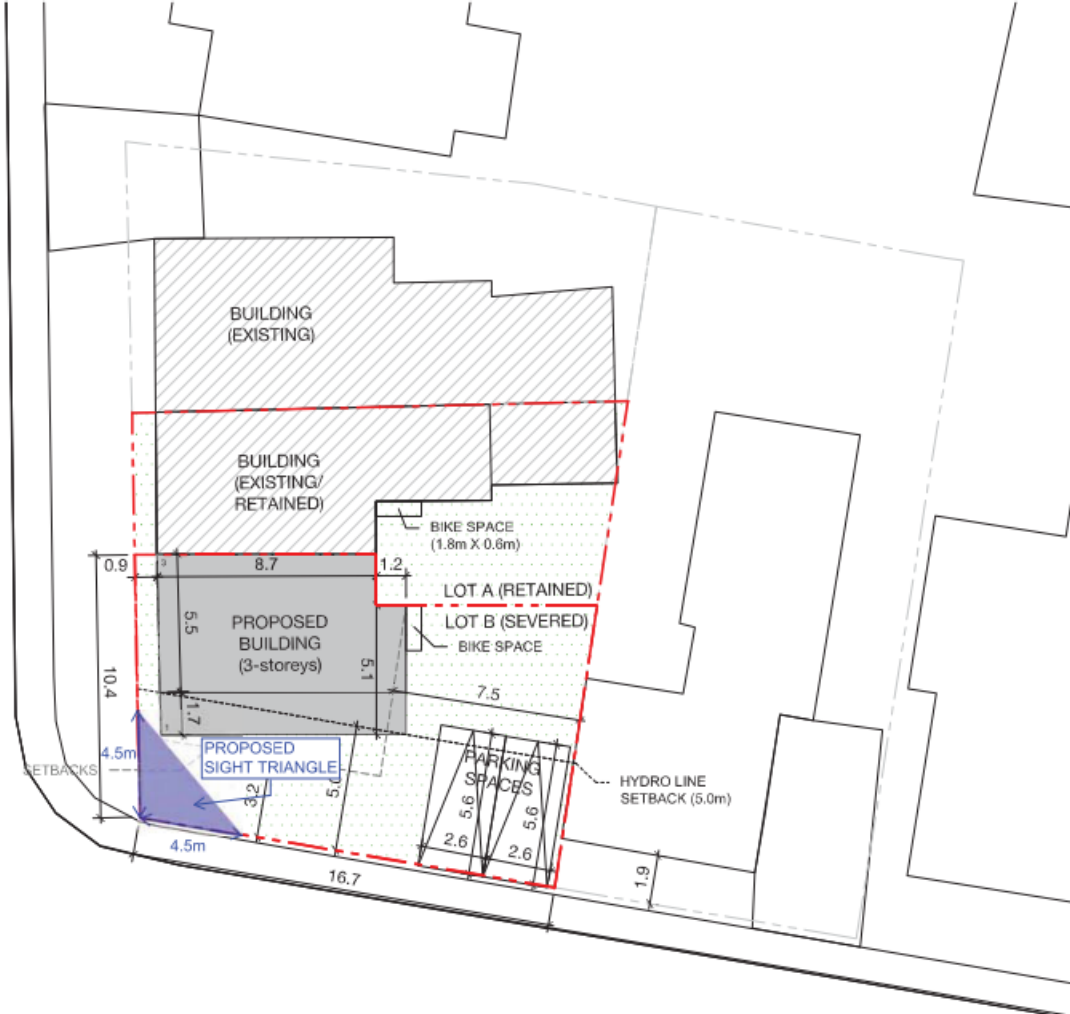 BUILDING
(EXISTING)
BUILDING
(EXISTING/
RETAINED)
BIKE SPACE
(1.8m X 0.6m)
0.9
8.7
1.2
LOT A (RETAINED)
LOT B (SEVERED)
BIKE SPACE
5.5
PROPOSED
BUILDING
(3-storeys)
5.1
10.4
1.7
7.5
4.5m
PROPOSED
SIGHT TRIANGLE
SETBACKS
PARKING
SPACES
HYDRO LINE
SETBACK (5.0m)
3.2
5.6
5.6
2.6
2.6
4.5m
16.7
1.9